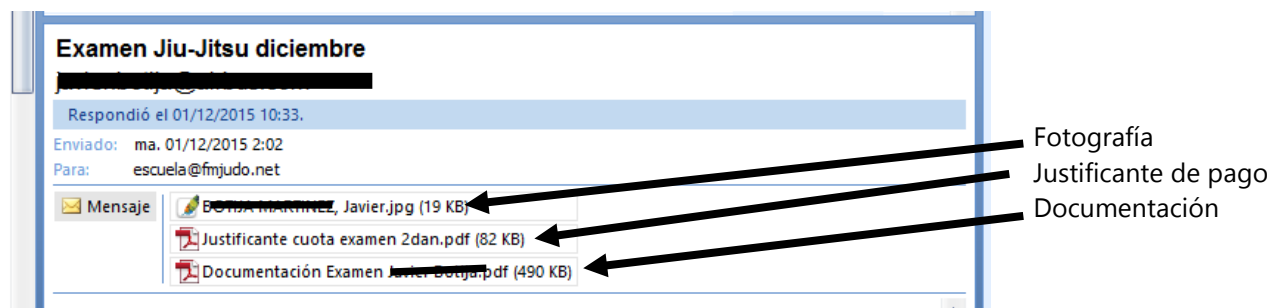 Examen Jiu-Jitsu diciembre
Respondió el 01/12/2015 10:33.
Enviado: ma. 01/12/2015 2:02
Para: escuela@fmjudo.net
Mensaje
, Javier.jpg (19 KB)
Justificante cuota examen 2dan.pdf (82 KB)
Documentación Examen .pdf (490 KB)
Fotografía
Justificante de pago
Documentación